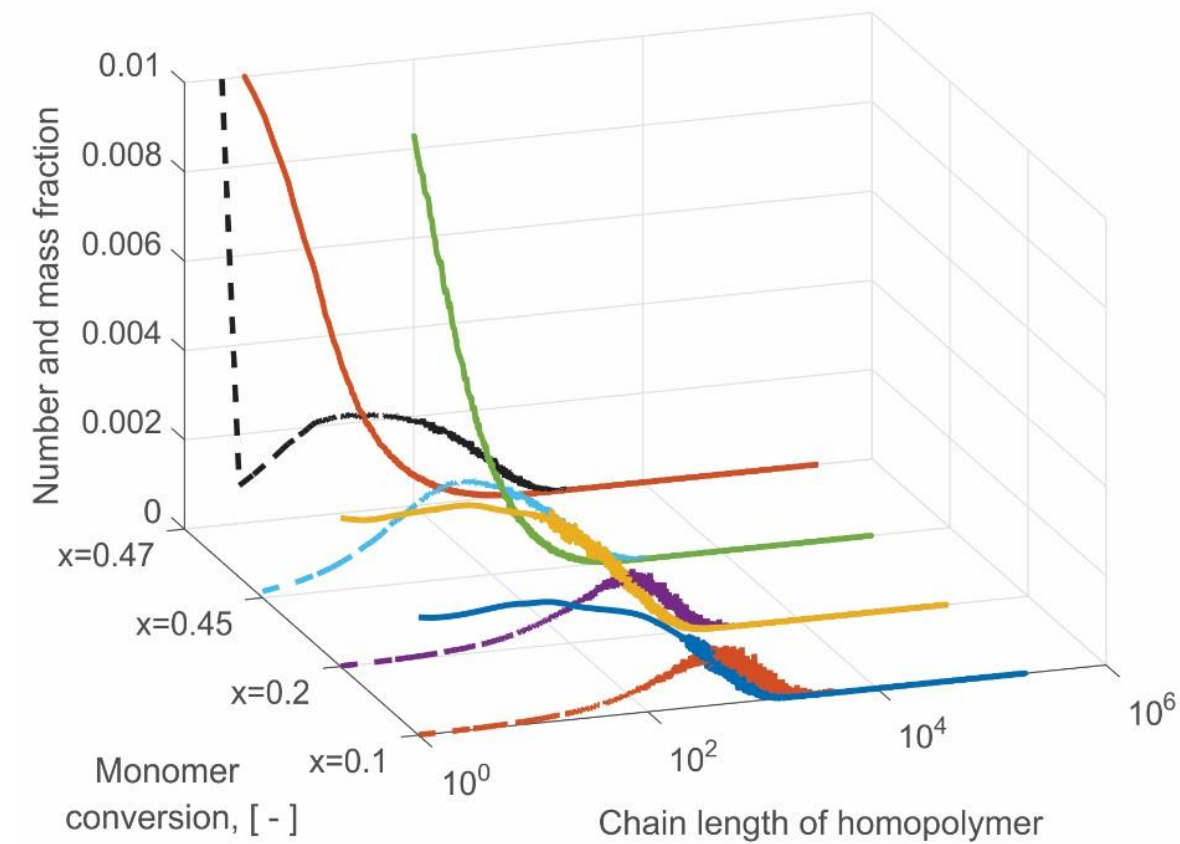 0.01
0.008
0.006
0.004
0.002
0
Number and mass fraction
x=0.47
x=0.45
x=0.2
x=0.1
Monomer
conversion, [ - ]
10^0
10^2
10^4
10^6
Chain length of homopolymer